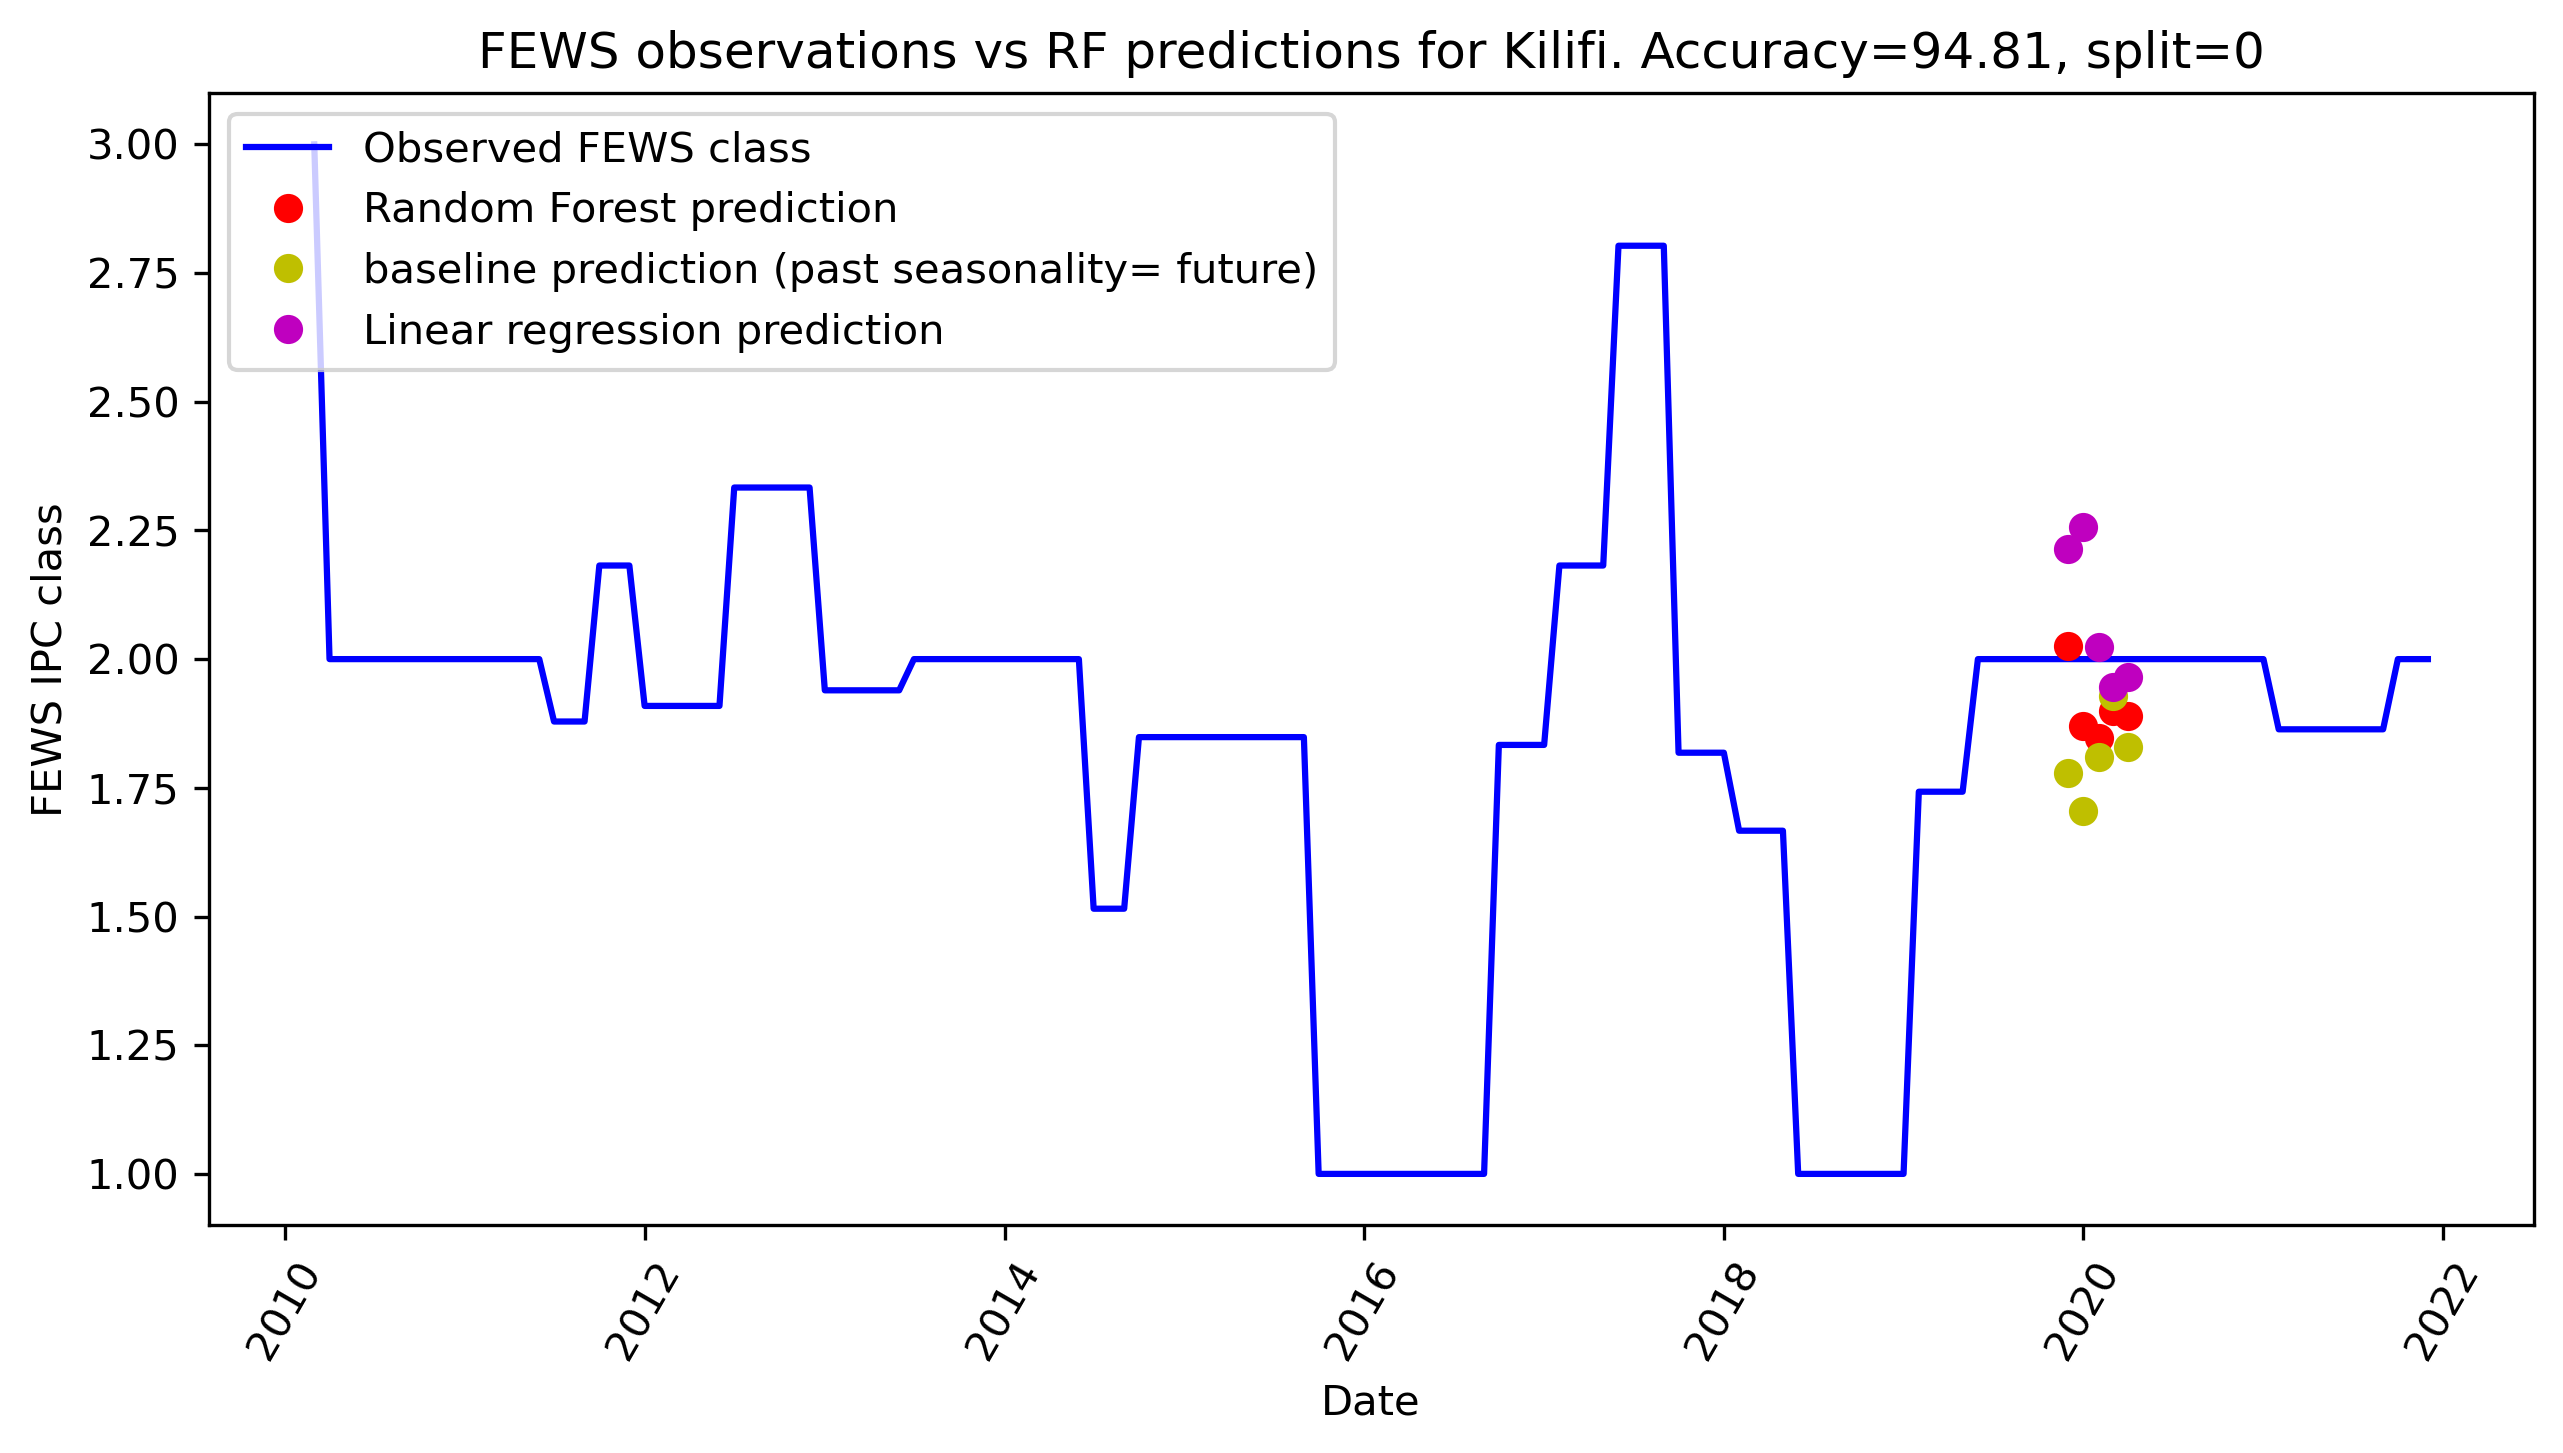 FEWS observations vs RF predictions for Kilifi. Accuracy=94.81, split=0
Observed FEWS class
Random Forest prediction
baseline prediction (past seasonality= future)
Linear regression prediction
FEWS IPC class
3.00
2.75
2.50
2.25
2.00
1.75
1.50
1.25
1.00
2010
2012
2014
2016
2018
2020
2022
Date